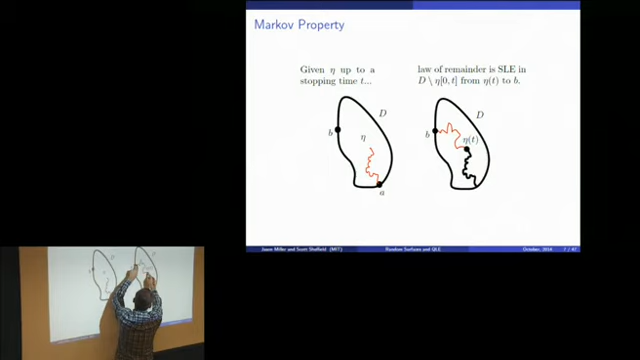 Markov Property
Given η up to a
stopping time t...
law of remainder is SLE in
D \ η[0, t] from η(t) to b.
D
b
η
a
D
b
η(t)
Jason Miller and Scott Sheffield (MIT)
Random Surfaces and QLE
October, 2014
7 / 47